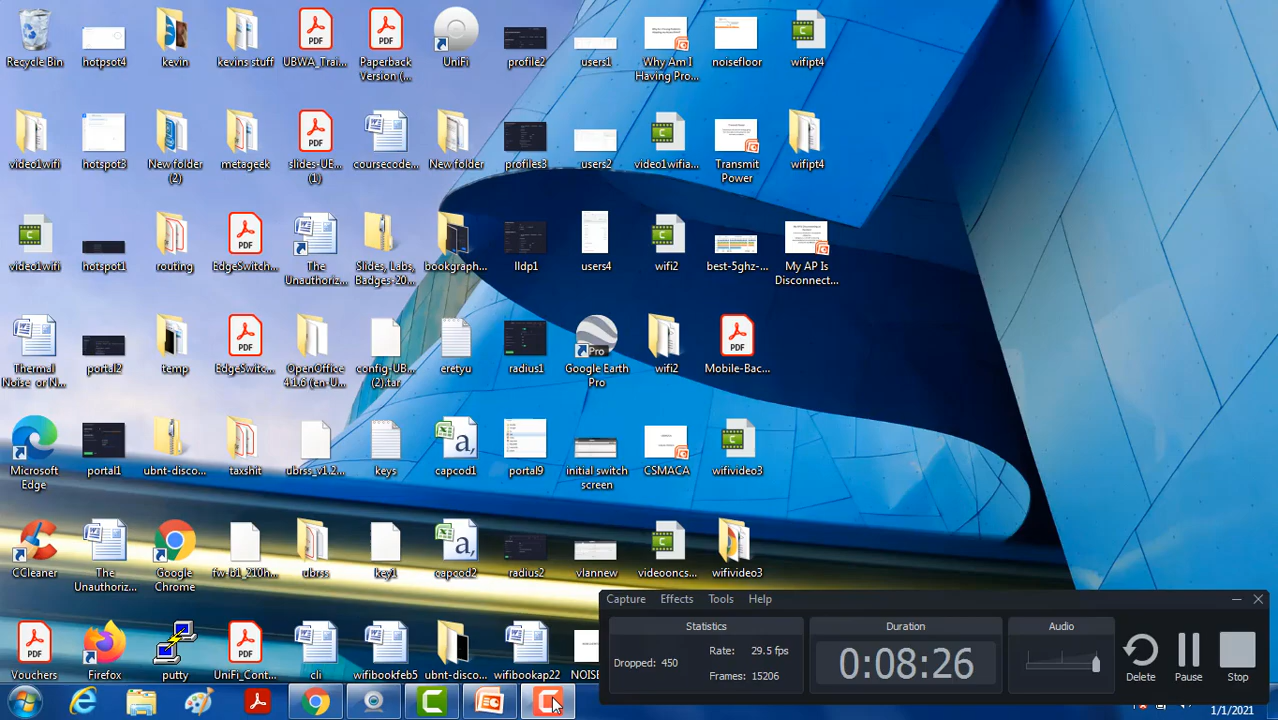 Recycle Bin
hotpsot4
kevin
kevins stuff
UBWA_Trai...
Paperback
Version (...
UniFi
profile2
users1
Why Am I
Having Pro...
noisefloor
wifipt4
video1wifi
hotspot3
New folder
(2)
metageek
slides-UE...
(1)
coursecode...
New folder
profiles3
users2
video1wifia...
Transmit
Power
wifipt4
video1wifi
hotspot1
routing
EdgeSwitch...
The
Unauthoriz...
Slides, Labs,
Badges-20...
bookgraph...
lldp1
users4
wifi2
best-5ghz-...
My AP Is
Disconnect...
Thermal
Noise or N...
portal2
temp
EdgeSwitc...
OpenOffice
4.1.6 (en-U...
config-UB...
(2).tar
eretyu
radius1
Google Earth
Pro
wifi2
Mobile-Bac...
Microsoft
Edge
portal1
ubnt-disco...
taxshit
ubrss_v1.2...
keys
capcod1
portal9
initial switch
screen
CSMACA
wifivideo3
CCleaner
The
Unauthoriz...
Google
Chrome
fw-b1_210h...
ubrss
key1
capcod2
radius2
vlannew
videooncs...
wifivideo3
Vouchers
Firefox
putty
UniFi_Cont...
cli
wifibookfeb5
ubnt-disco...
wifibookap22
NOISE
Capture Effects Tools Help
Statistics
Duration
Audio
Dropped: 450
Rate: 29.5 fps
Frames: 15206
0:08:26
Delete
Pause
Stop
1/1/2021